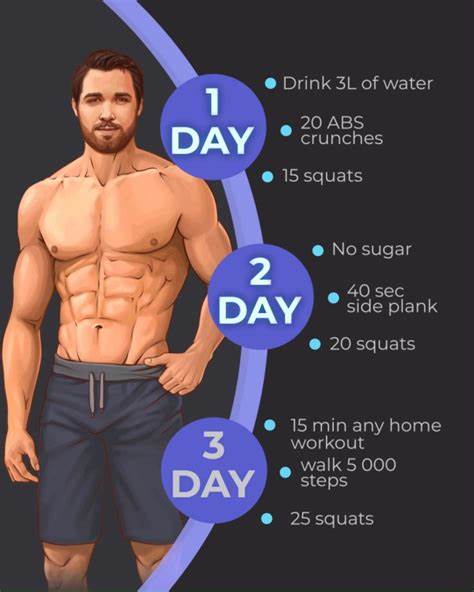 1
DAY
Drink 3L of water
20 ABS
crunches
15 squats
2
DAY
No sugar
40 sec
side plank
20 squats
3
DAY
15 min any home
workout
walk 5 000
steps
25 squats